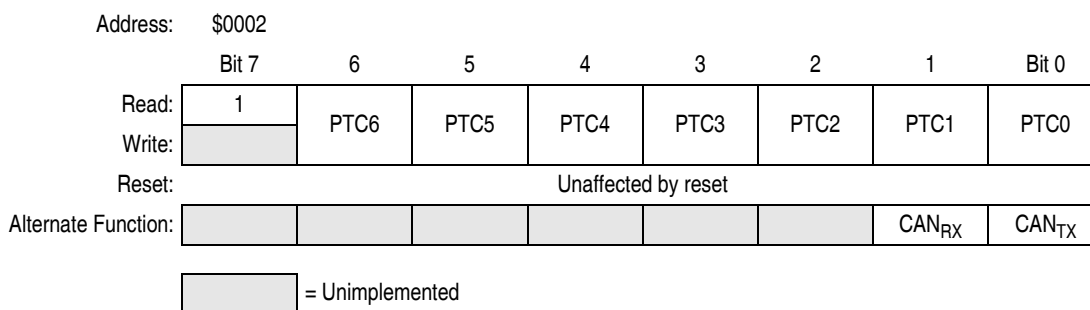 Address: $0002
Bit 7 6 5 4 3 2 1 Bit 0
Read: 1 PTC6 PTC5 PTC4 PTC3 PTC2 PTC1 PTC0
Write:
Reset: Unaffected by reset
Alternate Function: CANRX CANTX
= Unimplemented